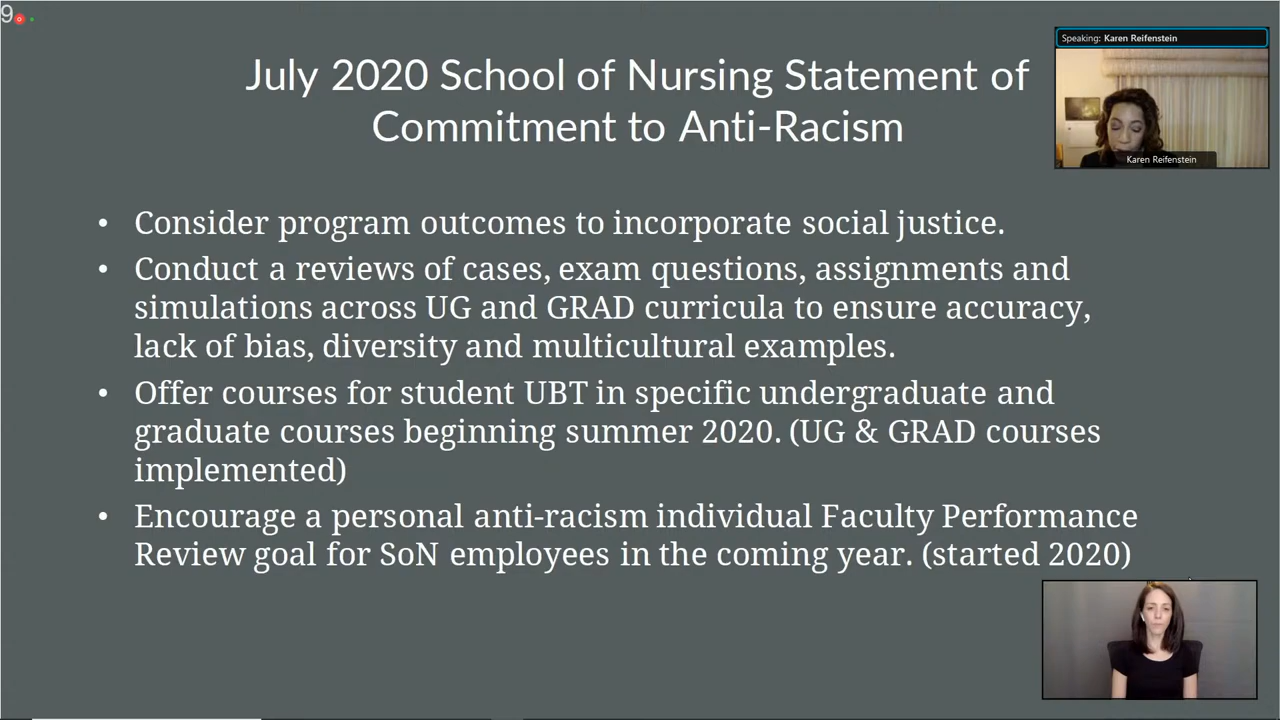 9
Speaking: Karen Reifenstein
July 2020 School of Nursing Statement of
Commitment to Anti-Racism
Karen Reifenstein
• Consider program outcomes to incorporate social justice.
• Conduct a reviews of cases, exam questions, assignments and
simulations across UG and GRAD curricula to ensure accuracy,
lack of bias, diversity and multicultural examples.
• Offer courses for student UBT in specific undergraduate and
graduate courses beginning summer 2020. (UG & GRAD courses
implemented)
• Encourage a personal anti-racism individual Faculty Performance
Review goal for SoN employees in the coming year. (started 2020)